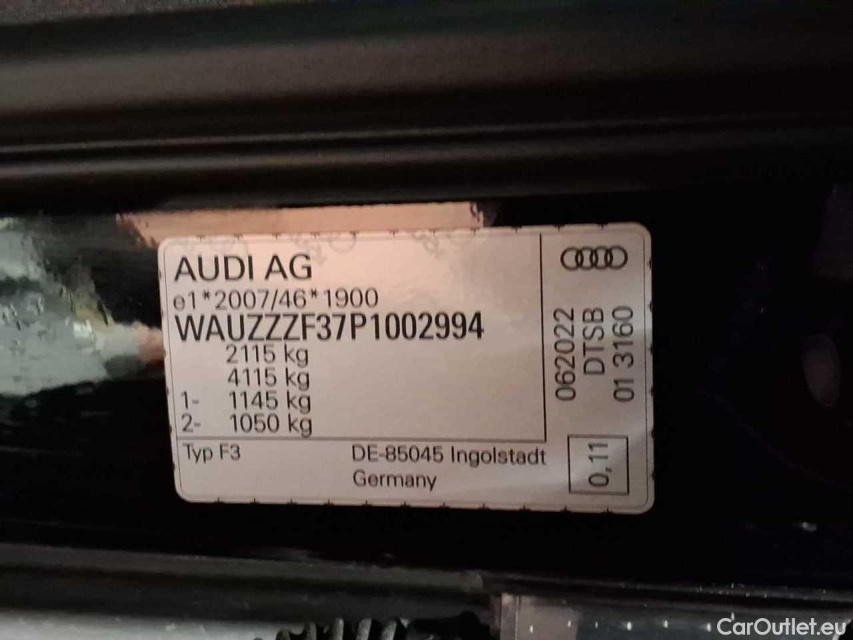 AUDI AG
e1*2007/46*1900
WAUZZZF37P1002994
2115 kg
4115 kg
1- 1145 kg
2- 1050 kg
Typ F3
DE-85045 Ingolstadt
Germany
062022
DTSB
01 3160
0,11
CarOutlet.eu